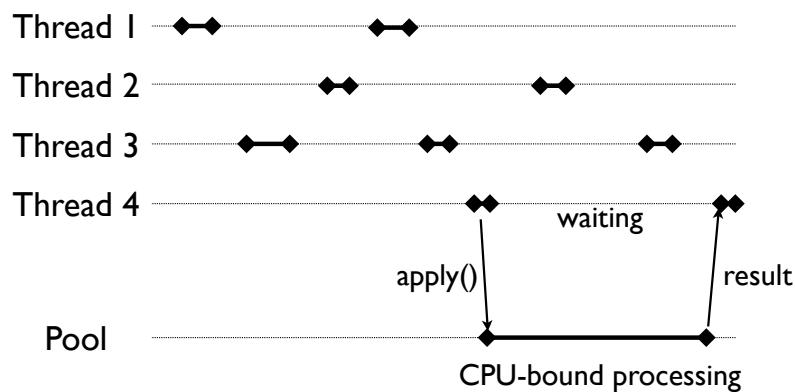 Thread 1
Thread 2
Thread 3
Thread 4
waiting
apply()
result
Pool
CPU-bound processing